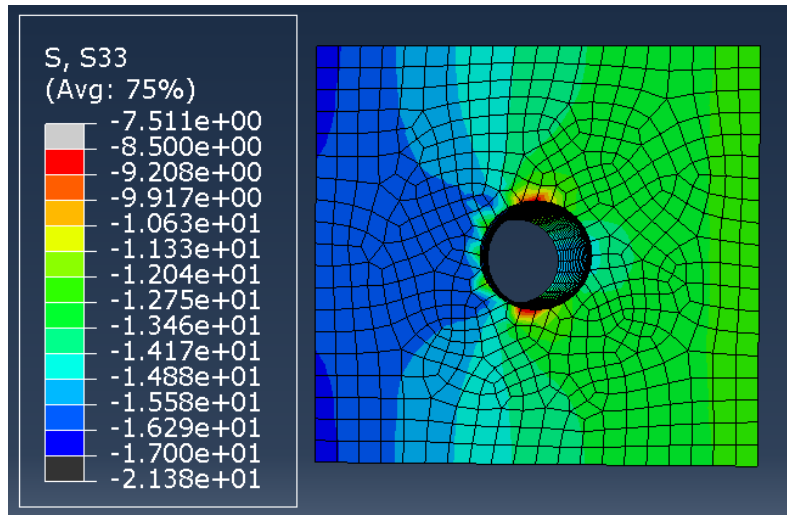 S, S33
(Avg: 75%)
-7.511e+00
-8.500e+00
-9.208e+00
-9.917e+00
-1.063e+01
-1.133e+01
-1.204e+01
-1.275e+01
-1.346e+01
-1.417e+01
-1.488e+01
-1.558e+01
-1.629e+01
-1.700e+01
-2.138e+01